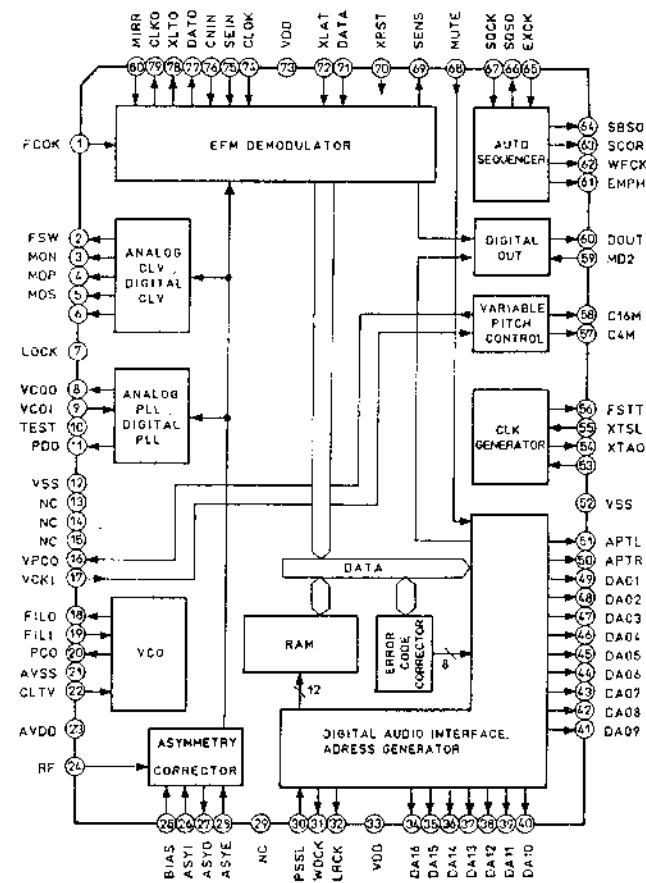 MIRR CLKO XLTO DATO CNIN SEIN CLOK VDD XLAT DATA XRST SENS MUTE SQCK SQSO EXCK
80 79 78 77 76 75 74 73 72 71 70 69 68 67 66 65
FCOK 1
EFM DEMODULATOR
AUTO
SEQUENCER
64 SBSO
63 SCOR
62 WFCK
61 EMPH
FSW 2
MON 3
MOP 4
MOS 5
6
LOCK 7
ANALOG
CLV,
DIGITAL
CLV
DIGITAL
OUT
60 DOUT
59 MD2
VARIABLE
PITCH
CONTROL
58 C16M
57 C4M
VCOO 8
VCOI 9
TEST 10
PDO 11
ANALOG
PLL,
DIGITAL
PLL
CLK
GENERATOR
56 FSTT
55 XTSL
54 XTAO
53
52 VSS
VSS 12
NC 13
NC 14
NC 15
VPCO 16
VCKI 17
DATA
51 APTL
50 APTR
49 DA01
48 DA02
47 DA03
46 DA04
45 DA05
44 DA06
43 DA07
42 DA08
41 DA09
FILO 18
FILI 19
PCO 20
AVSS 21
CLTV 22
AVDD 23
RF 24
VCO
RAM
ERROR
CODE
CORRECTOR
8
12
ASYMMETRY
CORRECTOR
DIGITAL AUDIO INTERFACE,
ADRESS GENERATOR
25 26 27 28 29 30 31 32 33 34 35 36 37 38 39 40
BIAS ASYI ASYO ASYE NC PSSL WDCK LRCK VDD DA16 DA15 DA14 DA13 DA12 DA11 DA10